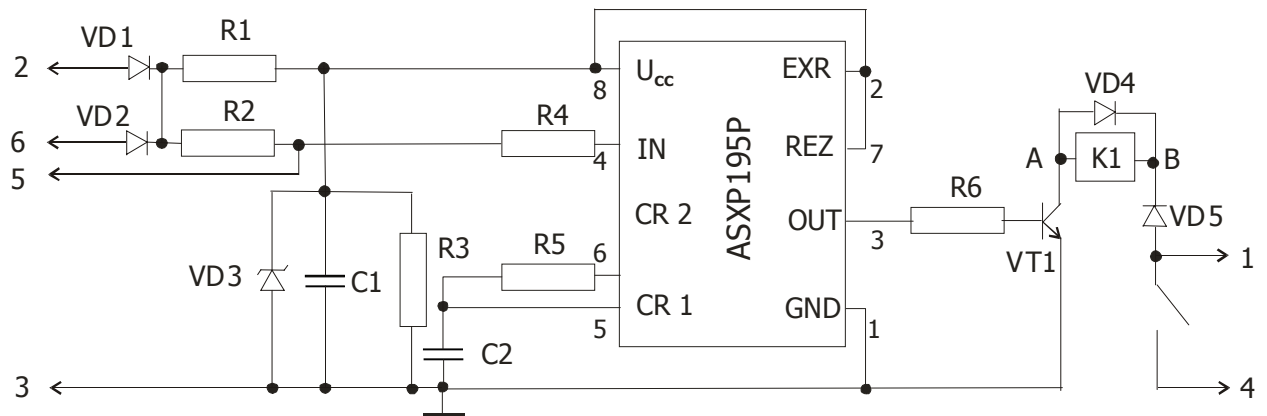 VD1
R1
2
VD2
R2
6
5
R4
8
4
U_cc
IN
CR 2
CR 1
ASXP195P
EXR
REZ
OUT
GND
2
7
3
1
VD3
C1
R3
R5
6
5
C2
3
R6
VT1
A
K1
B
VD4
VD5
1
4